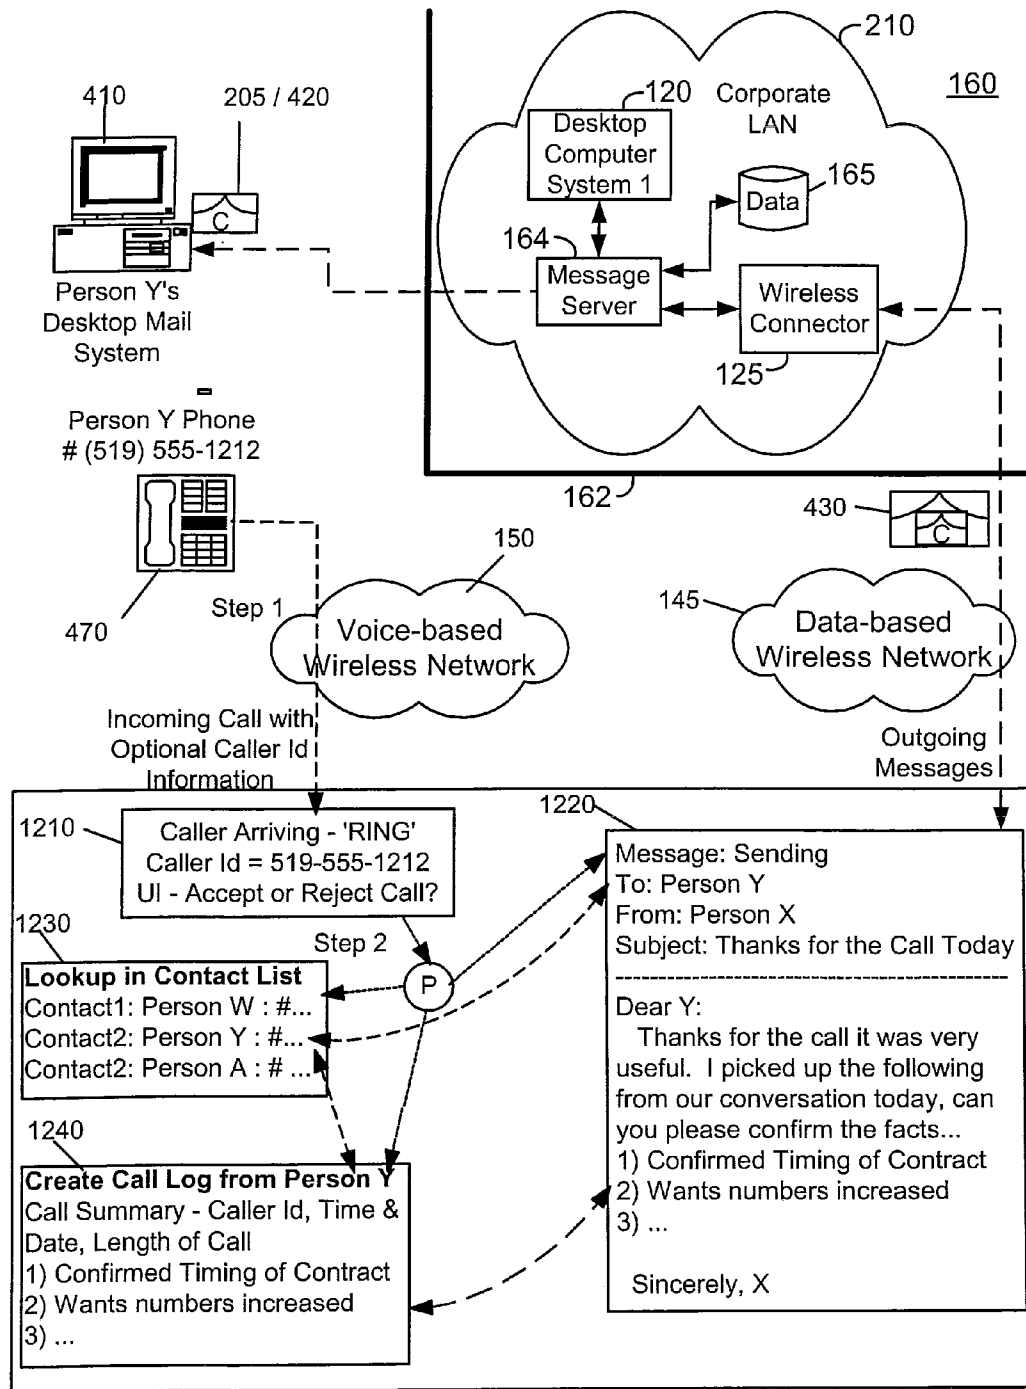 210
160
410
205 / 420
120
Corporate
LAN
Desktop
Computer
System 1
165
Data
C
164
Message
Server
Wireless
Connector
125
Person Y's
Desktop Mail
System
Person Y Phone
# (519) 555-1212
162
430
C
150
470
Step 1
Voice-based
Wireless Network
145
Data-based
Wireless Network
Incoming Call with
Optional Caller Id
Information
Outgoing
Messages
1210
Caller Arriving - 'RING'
Caller Id = 519-555-1212
UI - Accept or Reject Call?
1220
Message: Sending
To: Person Y
From: Person X
Subject: Thanks for the Call Today
Dear Y:
Thanks for the call it was very
useful. I picked up the following
from our conversation today, can
you please confirm the facts...
1) Confirmed Timing of Contract
2) Wants numbers increased
3) ...
Sincerely, X
Step 2
P
1230
Lookup in Contact List
Contact1: Person W : #...
Contact2: Person Y : #...
Contact2: Person A : # ...
1240
Create Call Log from Person Y
Call Summary - Caller Id, Time &
Date, Length of Call
1) Confirmed Timing of Contract
2) Wants numbers increased
3) ...